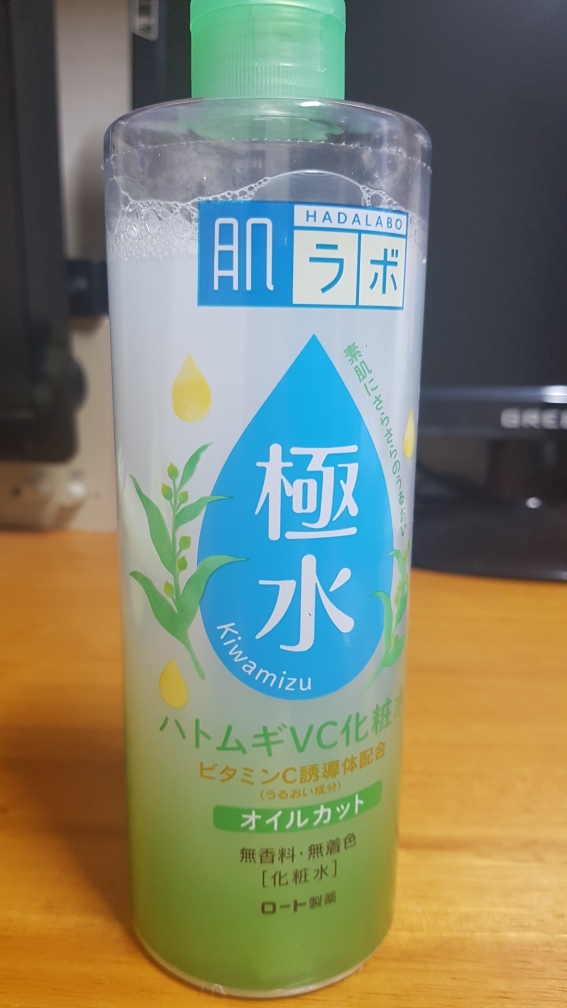 HADALABO
肌ラボ
素肌にさらさらのうるおい
極水
Kiwamizu
ハトムギVC化粧水
ビタミンC誘導体配合
(うるおい成分)
オイルカット
無香料・無着色
[化粧水]
ロート製薬